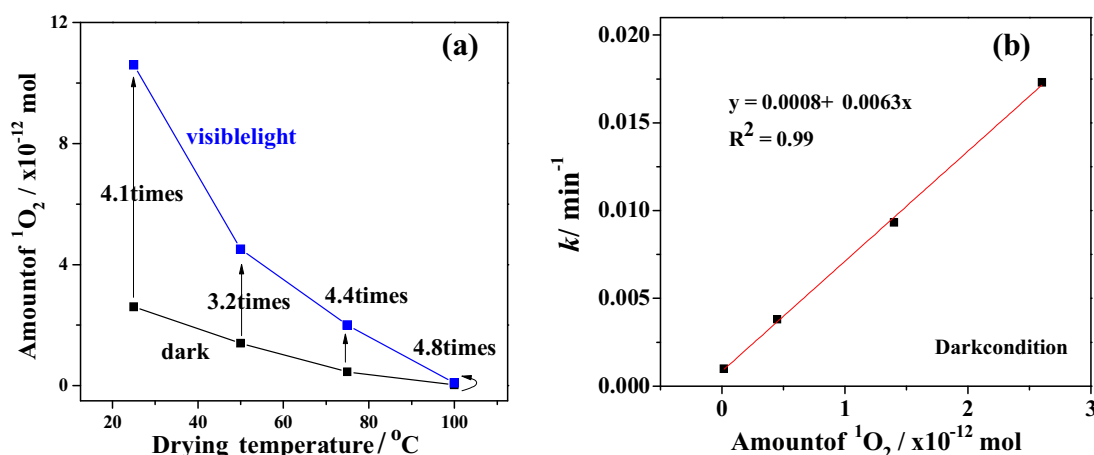 (a)
12
8
4
0
Amountof ¹O₂ / x10⁻¹² mol
visiblelight
4.1times
3.2times
4.4times
4.8times
dark
20
40
60
80
100
Drying temperature/ °C
(b)
0.020
0.015
0.010
0.005
0.000
k/ min⁻¹
y = 0.0008+ 0.0063x
R² = 0.99
Darkcondition
0
1
2
3
Amountof ¹O₂ / x10⁻¹² mol